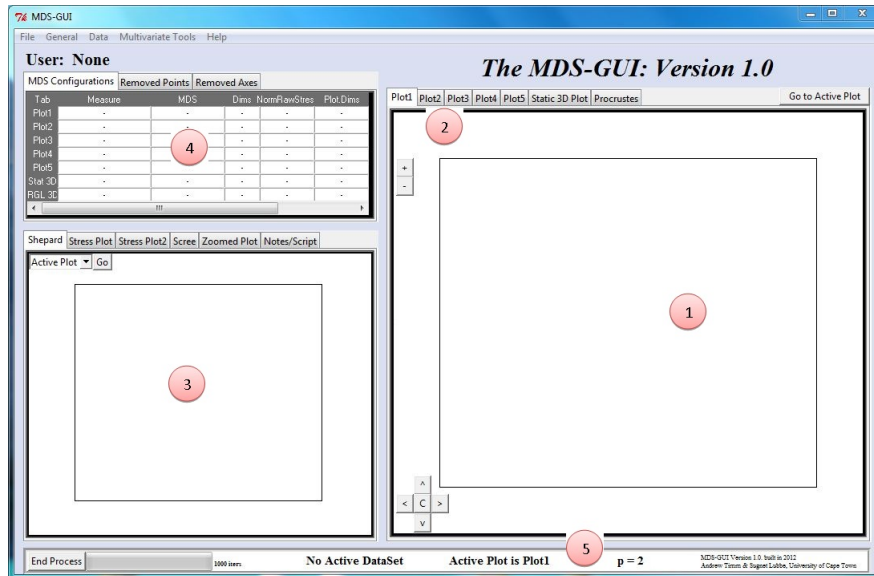 MDS-GUI
File General Data Multivariate Tools Help
User: None
The MDS-GUI: Version 1.0
MDS Configurations Removed Points Removed Axes
Tab Measure MDS Dims NormRawStres Plot.Dims
Plot1 - - - - -
Plot2 - - - - -
Plot3 - - - - -
Plot4 - - - - -
Plot5 - - - - -
Stat 3D - - - - -
RGL 3D - - - - -
4
Plot1 Plot2 Plot3 Plot4 Plot5 Static 3D Plot Procrustes Go to Active Plot
2
+
-
1
Shepard Stress Plot Stress Plot2 Scree Zoomed Plot Notes/Script
Active Plot Go
3
^
< C >
v
5
End Process 1000 iters No Active DataSet Active Plot is Plot1 p = 2
MDS-GUI Version 1.0. built in 2012
Andrew Timm & Sugnet Lubbe, University of Cape Town